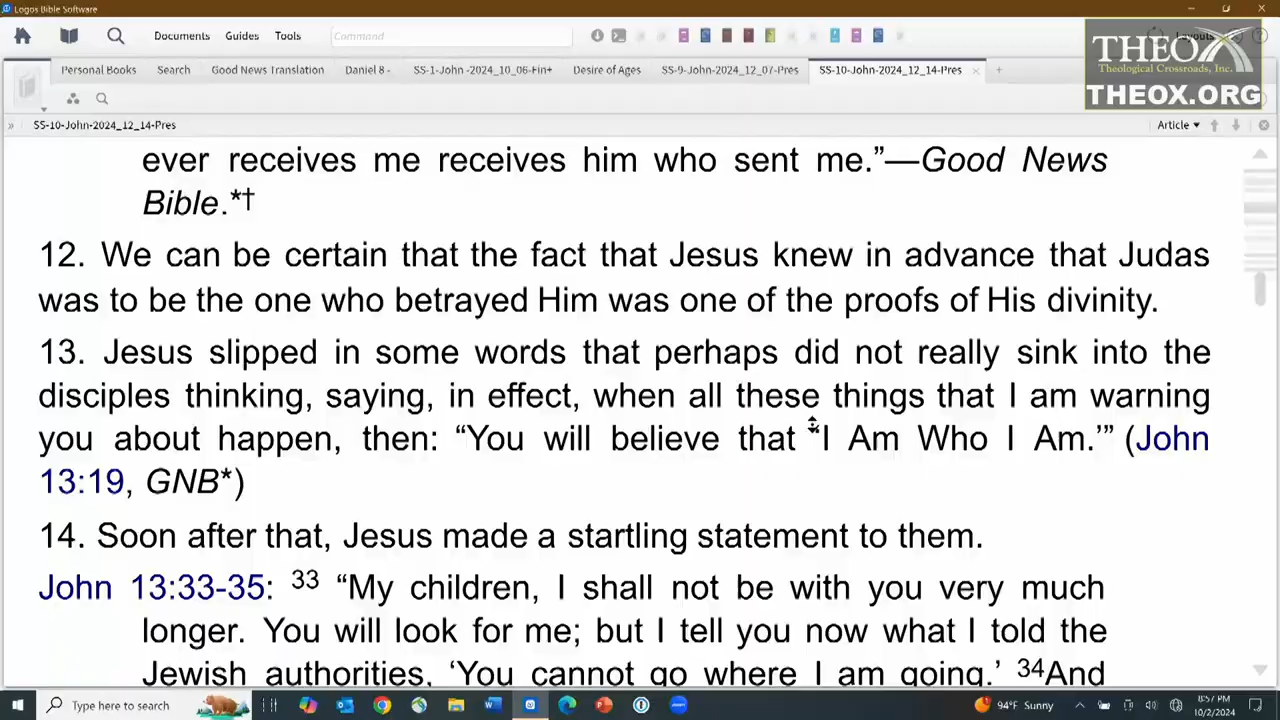 Logos Bible Software
Documents Guides Tools Command Layouts
THEOX
Theological Crossroads, Inc.
THEOX.ORG
Personal Books Search Good News Translation Daniel 8 - Desire of Ages SS-9-John-2024_12_07-Pres SS-10-John-2024_12_14-Pres
SS-10-John-2024_12_14-Pres Article
ever receives me receives him who sent me.”—Good News
Bible.*†
12. We can be certain that the fact that Jesus knew in advance that Judas
was to be the one who betrayed Him was one of the proofs of His divinity.
13. Jesus slipped in some words that perhaps did not really sink into the
disciples thinking, saying, in effect, when all these things that I am warning
you about happen, then: “You will believe that ‘I Am Who I Am.’” (John
13:19, GNB*)
14. Soon after that, Jesus made a startling statement to them.
John 13:33-35: 33 “My children, I shall not be with you very much
longer. You will look for me; but I tell you now what I told the
Jewish authorities, ‘You cannot go where I am going.’ 34And
Type here to search 94°F Sunny 8:57 PM
10/2/2024